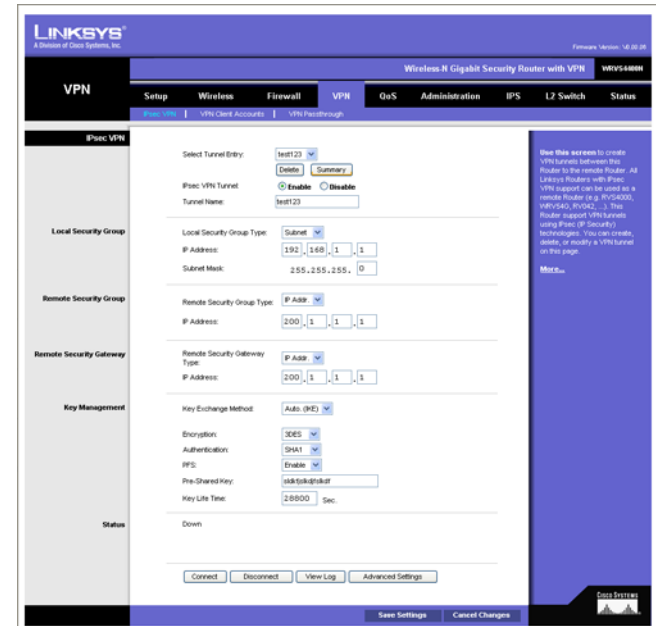 LINKSYS®
A Division of Cisco Systems, Inc.
Firmware Version: V0.00.06
Wireless-N Gigabit Security Router with VPN WRVS4400N
VPN
Setup Wireless Firewall VPN QoS Administration IPS L2 Switch Status
IPsec VPN | VPN Client Accounts | VPN Passthrough
IPsec VPN
Select Tunnel Entry: test123
Delete Summary
IPsec VPN Tunnel: Enable Disable
Tunnel Name: test123
Local Security Group
Local Security Group Type: Subnet
IP Address: 192 . 168 . 1 . 1
Subnet Mask: 255.255.255. 0
Remote Security Group
Remote Security Group Type: IP Addr.
IP Address: 200 . 1 . 1 . 1
Remote Security Gateway
Remote Security Gateway Type: IP Addr.
IP Address: 200 . 1 . 1 . 1
Key Management
Key Exchange Method: Auto. (IKE)
Encryption: 3DES
Authentication: SHA1
PFS: Enable
Pre-Shared Key:
Key Life Time: 28800 Sec.
Status
Down
Connect Disconnect View Log Advanced Settings
Use this screen to create
VPN tunnels between this
Router to the remote Router. All
Linksys Routers with IPsec
VPN support can be used as a
remote Router (e.g. RVS4000,
WRV54G, RV042, ...). This
Router support VPN tunnels
using IPsec (IP Security)
technologies. You can create,
delete, or modify a VPN tunnel
on this page.
More...
Save Settings Cancel Changes
CISCO SYSTEMS